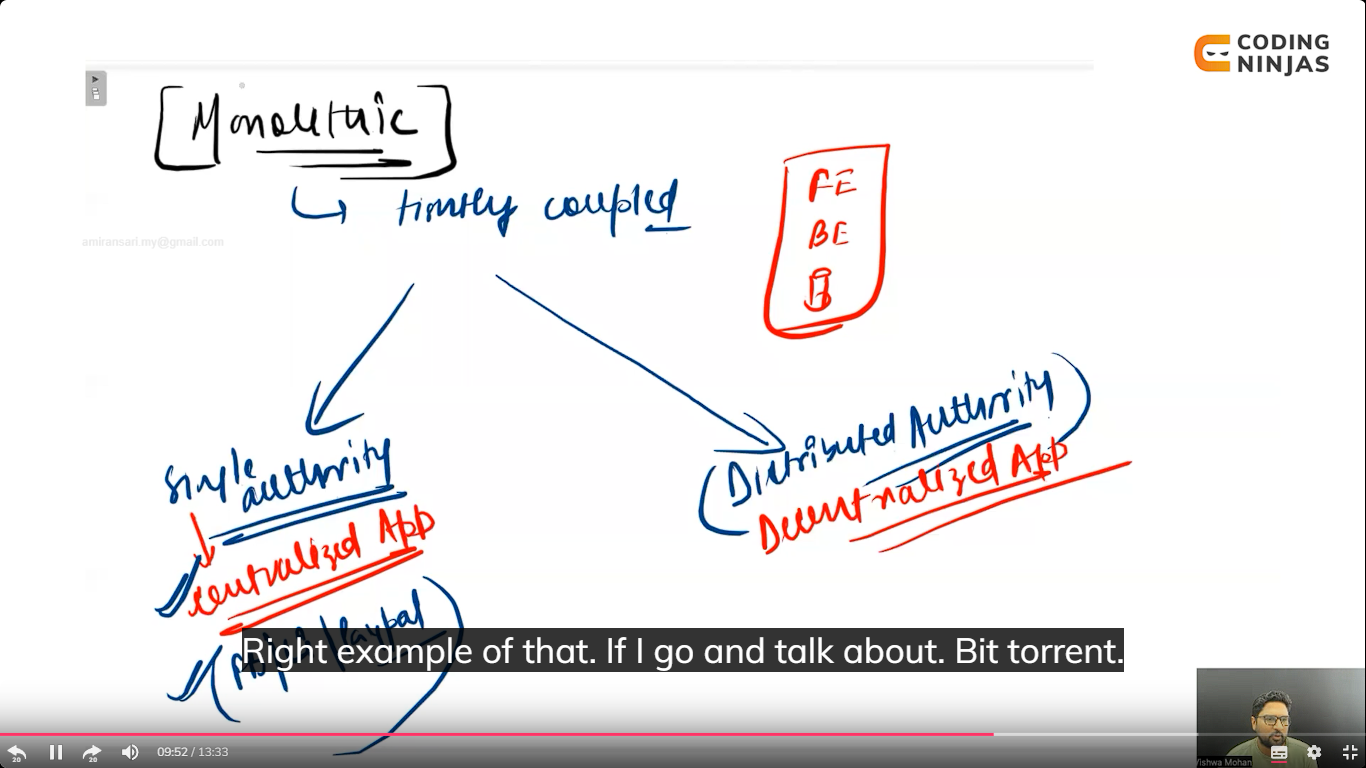 CODING
NINJAS
[Monolithic]
timtly coupled
FE
BE
amiransari.my@gmail.com
Single
authority
Centralized App
Paypal
(Distributed Authority)
Decentralized App
Right example of that. If I go and talk about. Bit torrent.
20
20
09:52 / 13:33
Vishwa Mohan